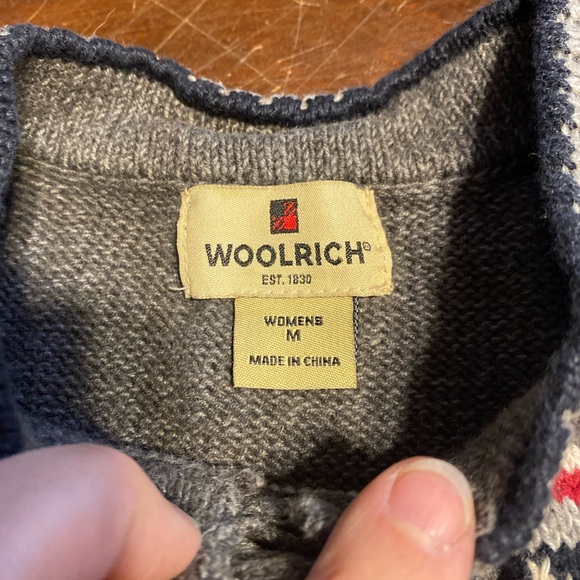 WOOLRICH®
EST. 1830
WOMENS
M
MADE IN CHINA